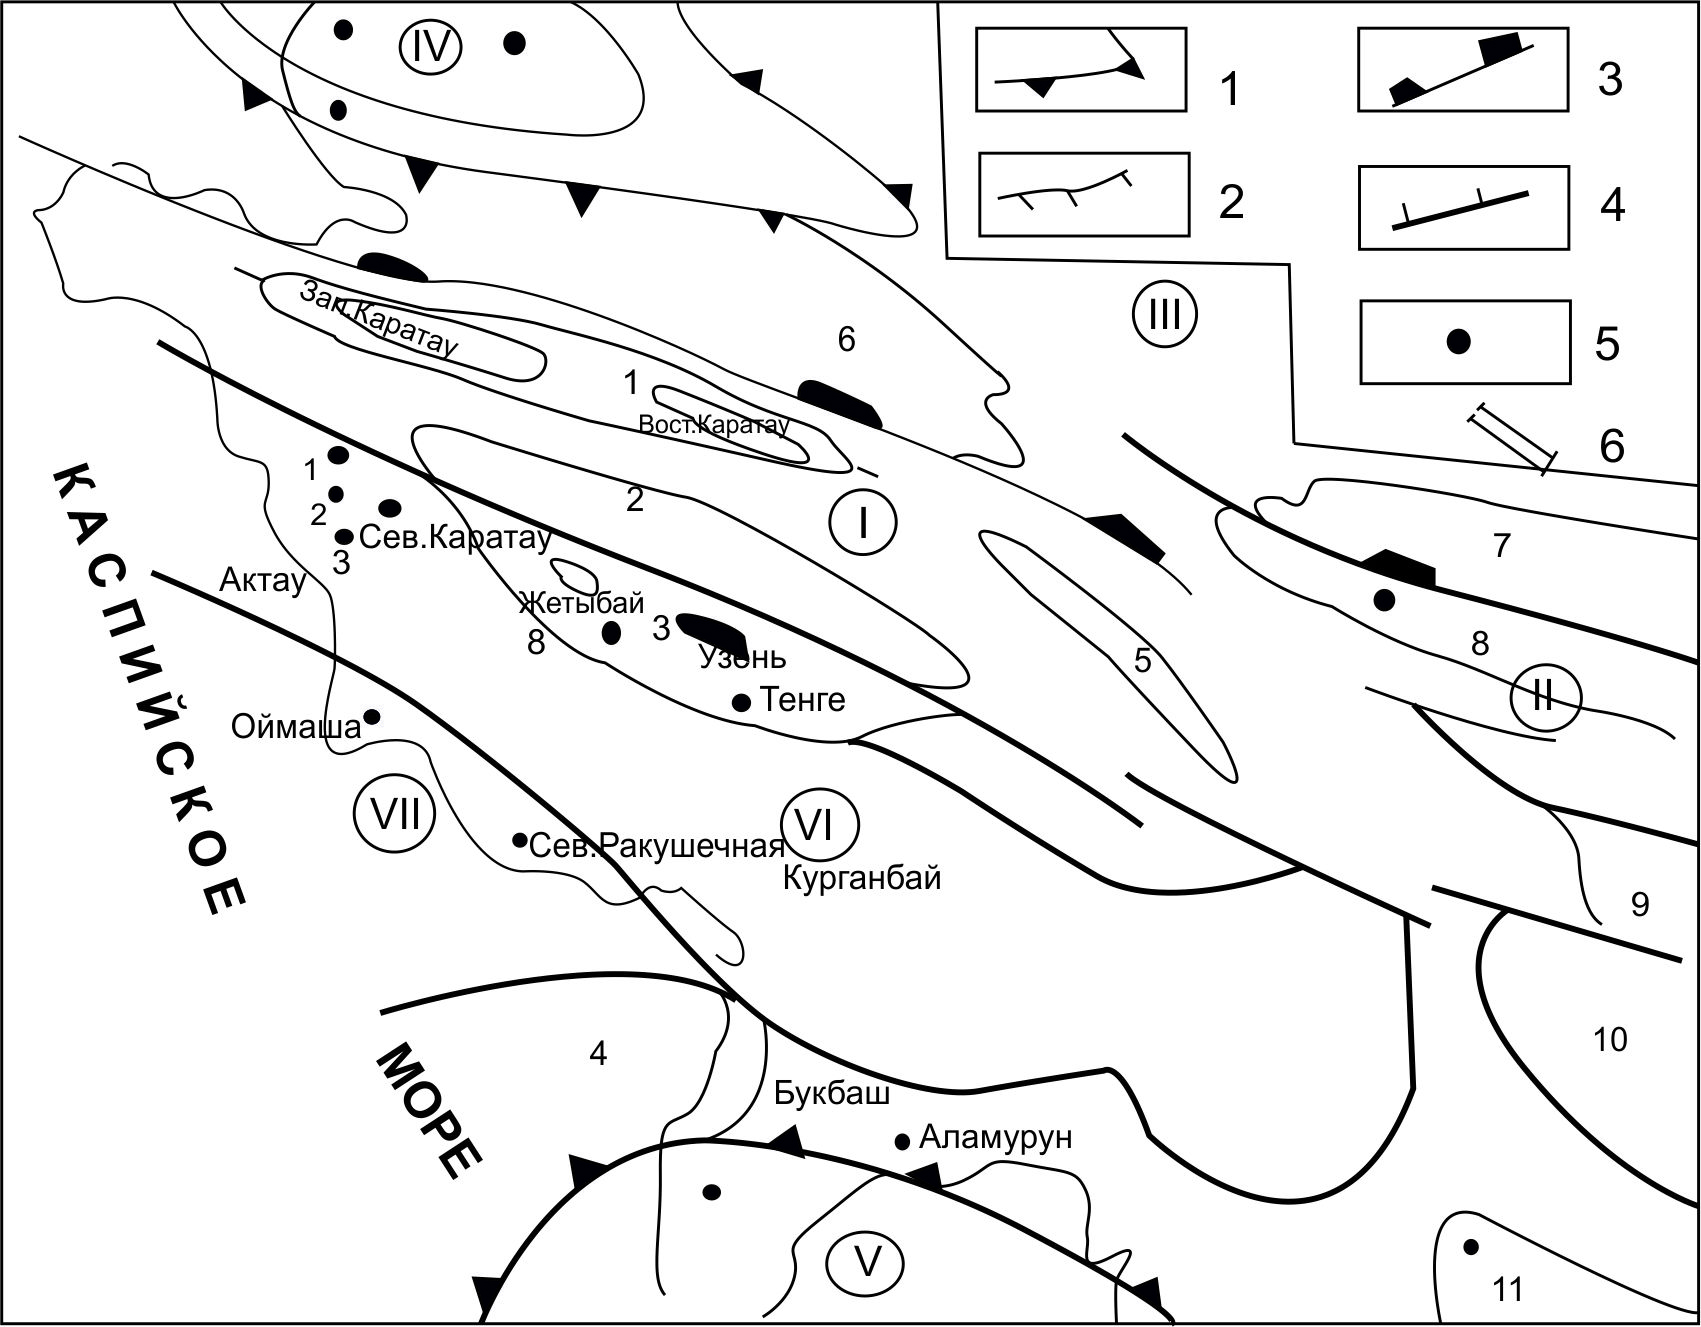 IV
1
3
2
4
III
5
6
6
Зап.Каратау
1
Вост.Каратау
I
2
7
1
2
3
Сев.Каратау
Актау
Жетыбай
8
3
Узень
Тенге
5
8
II
Оймаша
VII
VI
Сев.Ракушечная
Курганбай
9
КАСПИЙСКОЕ
МОРЕ
4
10
Букбаш
Аламурун
V
11